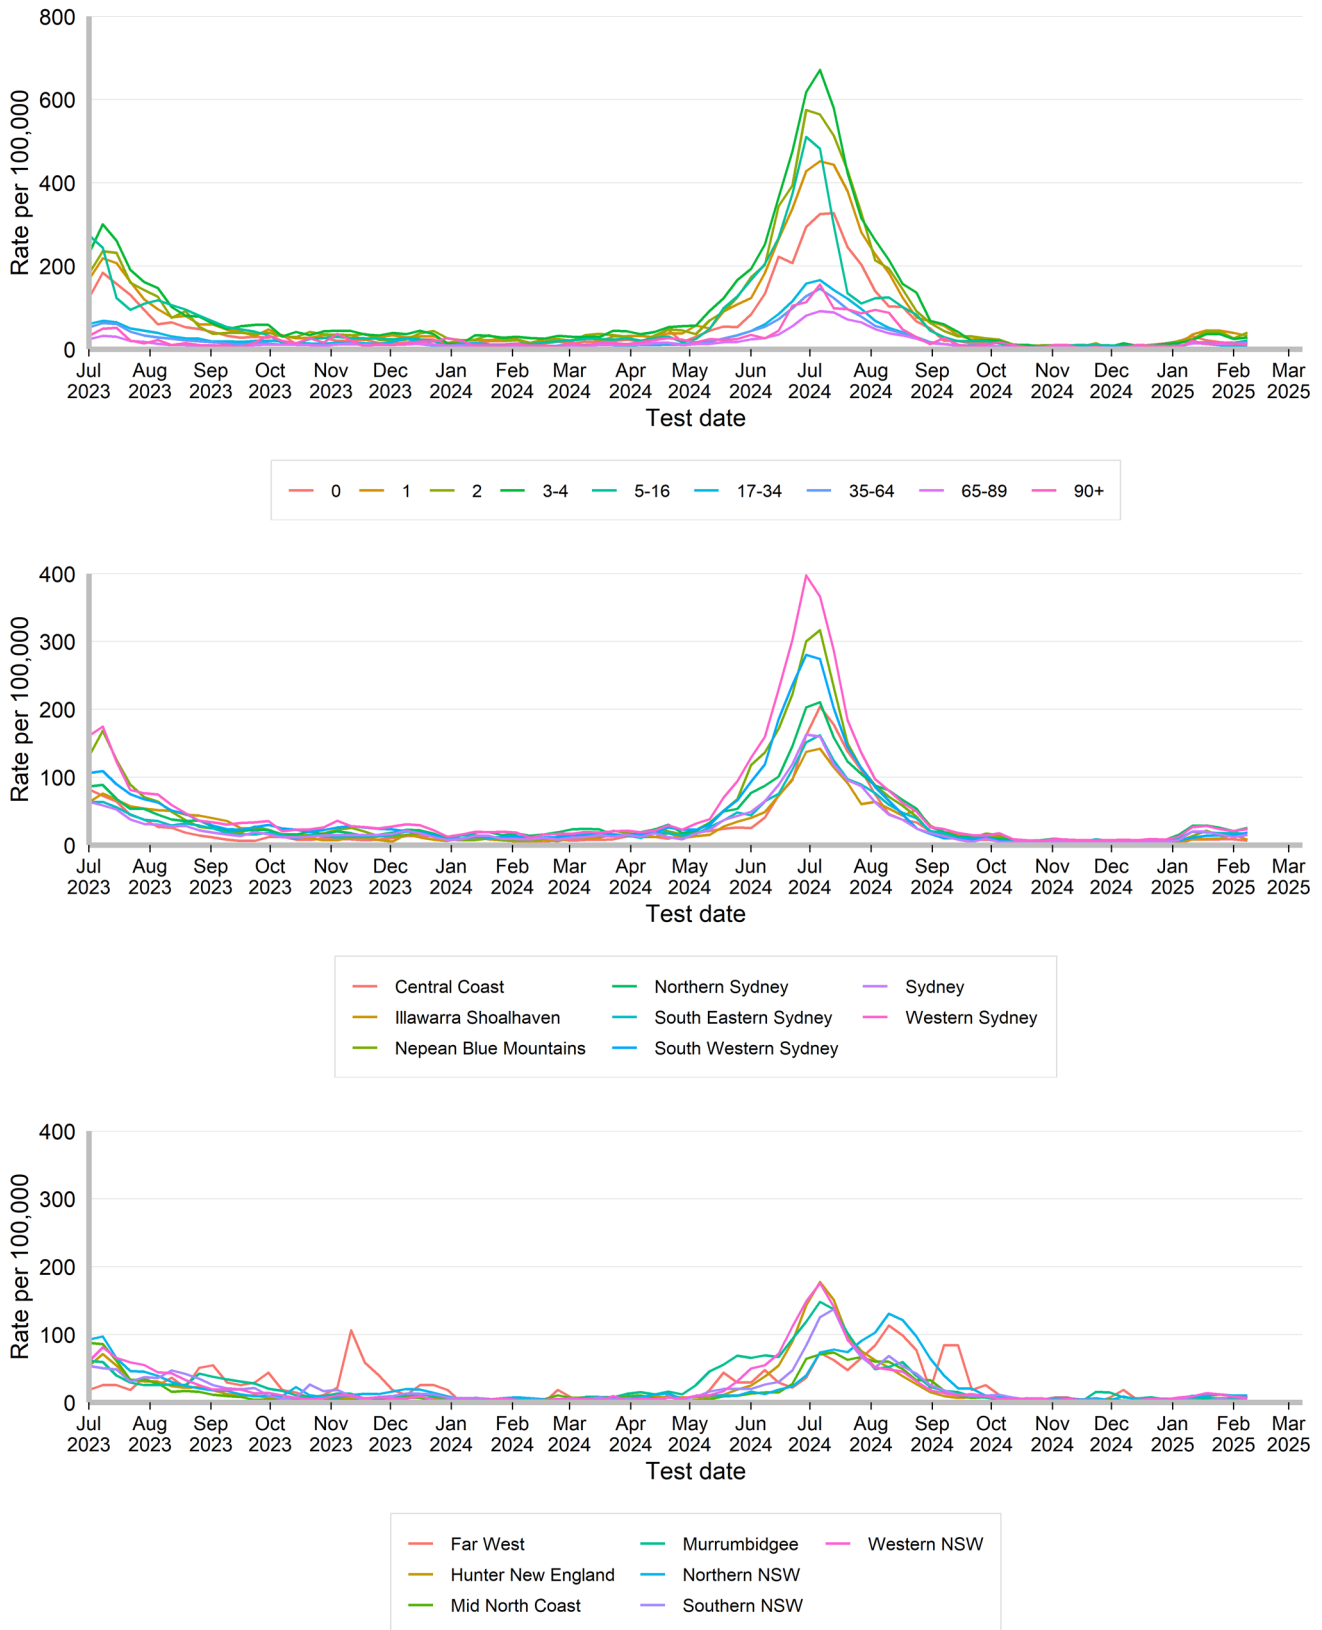 800
600
400
200
0
Rate per 100,000
Jul Aug Sep Oct Nov Dec Jan Feb Mar Apr May Jun Jul Aug Sep Oct Nov Dec Jan Feb Mar
2023 2023 2023 2023 2023 2023 2024 2024 2024 2024 2024 2024 2024 2024 2024 2024 2024 2024 2025 2025 2025
Test date
0 1 2 3-4 5-16 17-34 35-64 65-89 90+
400
300
200
100
0
Rate per 100,000
Jul Aug Sep Oct Nov Dec Jan Feb Mar Apr May Jun Jul Aug Sep Oct Nov Dec Jan Feb Mar
2023 2023 2023 2023 2023 2023 2024 2024 2024 2024 2024 2024 2024 2024 2024 2024 2024 2024 2025 2025 2025
Test date
Central Coast Northern Sydney Sydney
Illawarra Shoalhaven South Eastern Sydney Western Sydney
Nepean Blue Mountains South Western Sydney
400
300
200
100
0
Rate per 100,000
Jul Aug Sep Oct Nov Dec Jan Feb Mar Apr May Jun Jul Aug Sep Oct Nov Dec Jan Feb Mar
2023 2023 2023 2023 2023 2023 2024 2024 2024 2024 2024 2024 2024 2024 2024 2024 2024 2024 2025 2025 2025
Test date
Far West Murrumbidgee Western NSW
Hunter New England Northern NSW
Mid North Coast Southern NSW